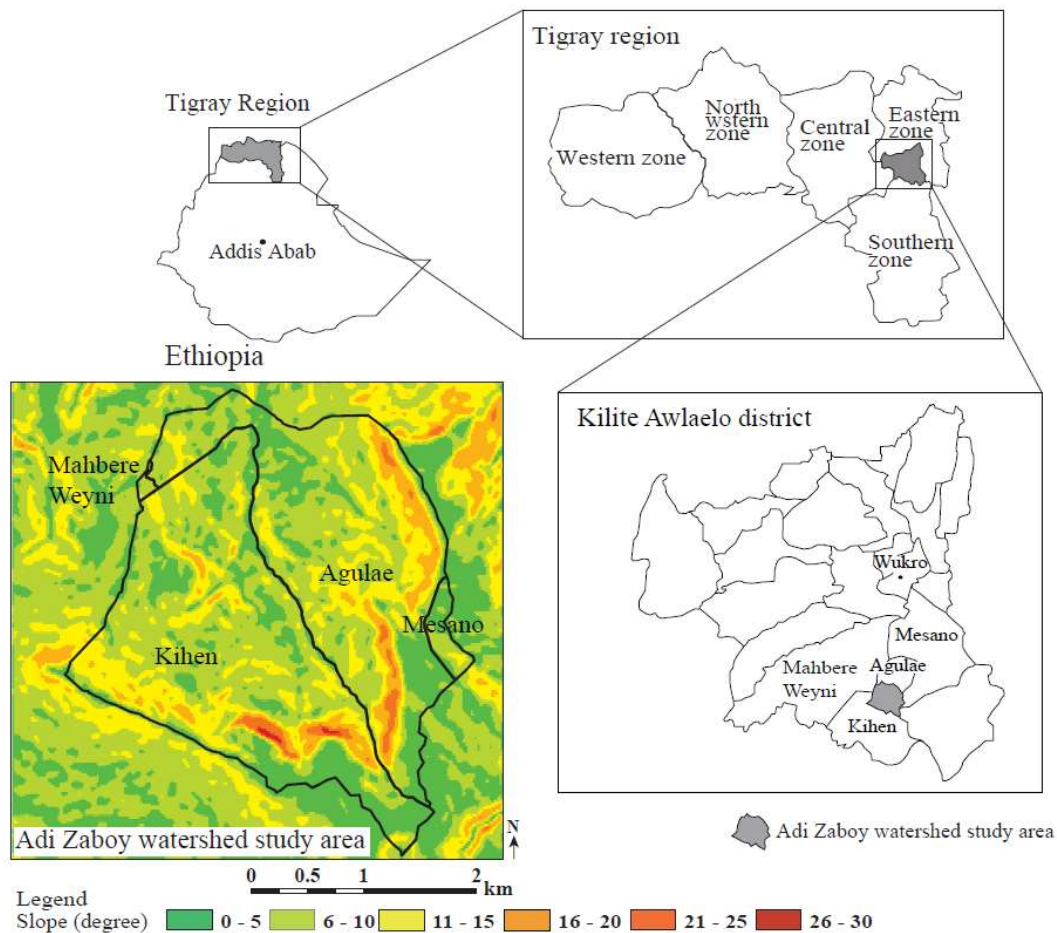 Tigray Region
Addis Abab
Ethiopia
Tigray region
Western zone
North
wstern
zone
Central
zone
Eastern
zone
Southern
zone
Kilite Awlaelo district
Wukro
Mesano
Agulae
Mahbere
Weyni
Kihen
Adi Zaboy watershed study area
Mahbere
Weyni
Agulae
Mesano
Kihen
Adi Zaboy watershed study area
N
0 0.5 1 2
km
Legend
Slope (degree) 0 - 5 6 - 10 11 - 15 16 - 20 21 - 25 26 - 30